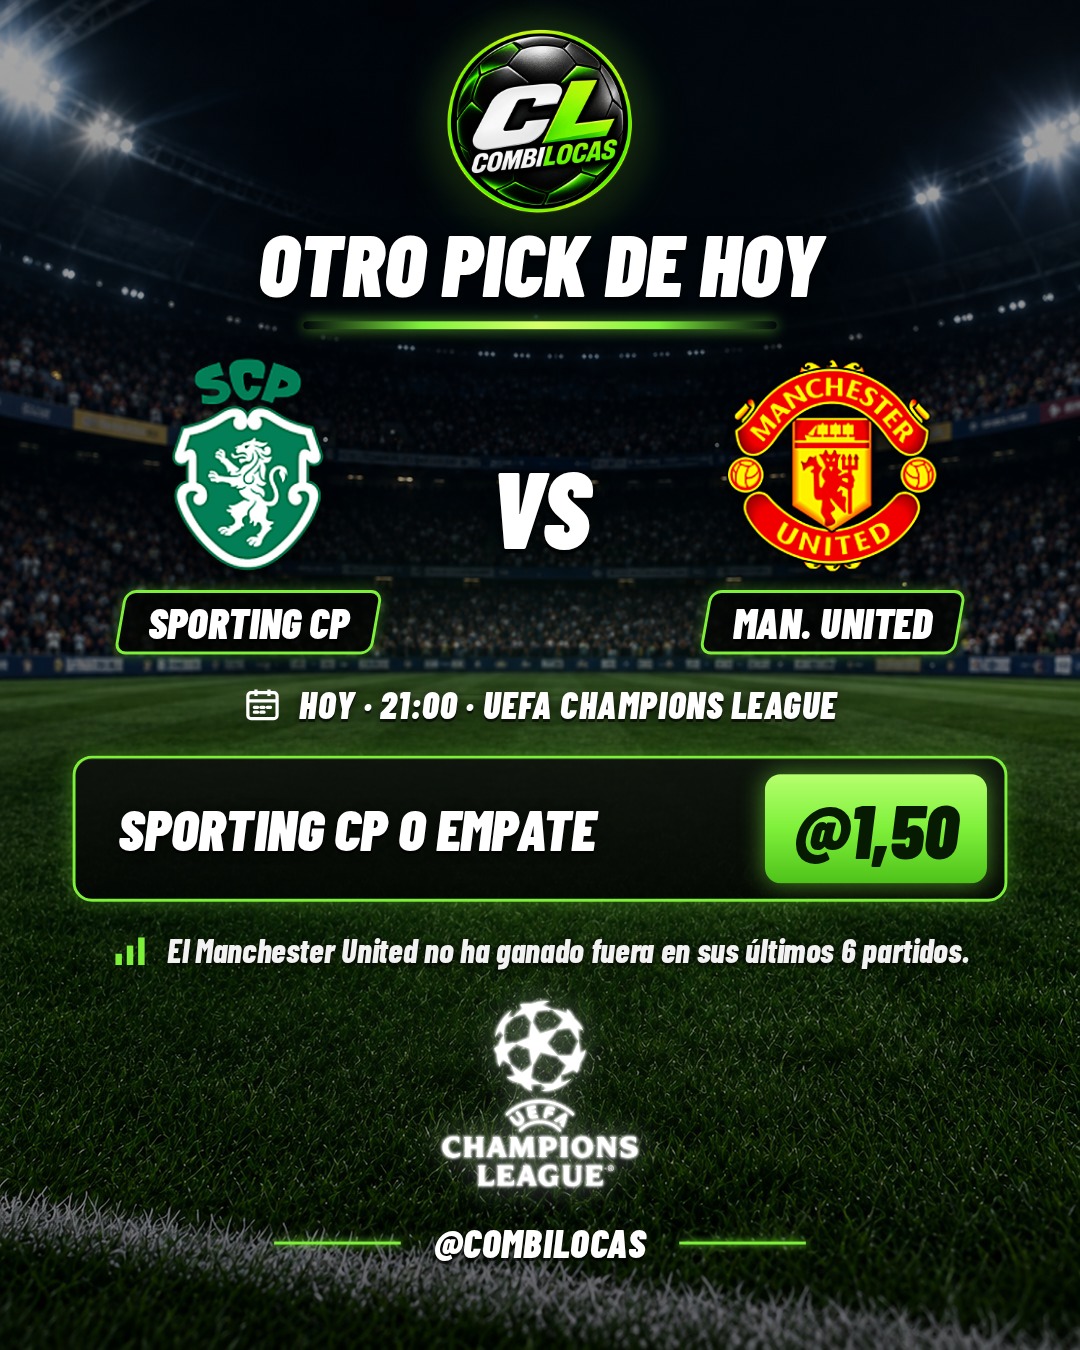 CL
COMBILOCAS
OTRO PICK DE HOY
SCP
MANCHESTER
UNITED
VS
SPORTING CP
MAN. UNITED
HOY · 21:00 · UEFA CHAMPIONS LEAGUE
SPORTING CP O EMPATE
@1,50
El Manchester United no ha ganado fuera en sus últimos 6 partidos.
UEFA
CHAMPIONS
LEAGUE
@COMBILOCAS